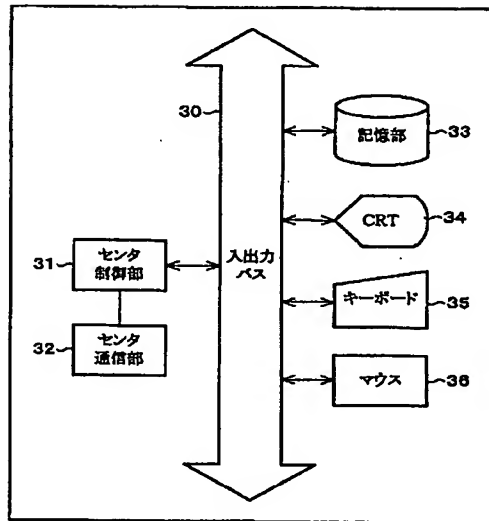 30
記憶部
33
CRT
34
31
センタ
制御部
入出力
バス
キーボード
35
32
センタ
通信部
マウス
36